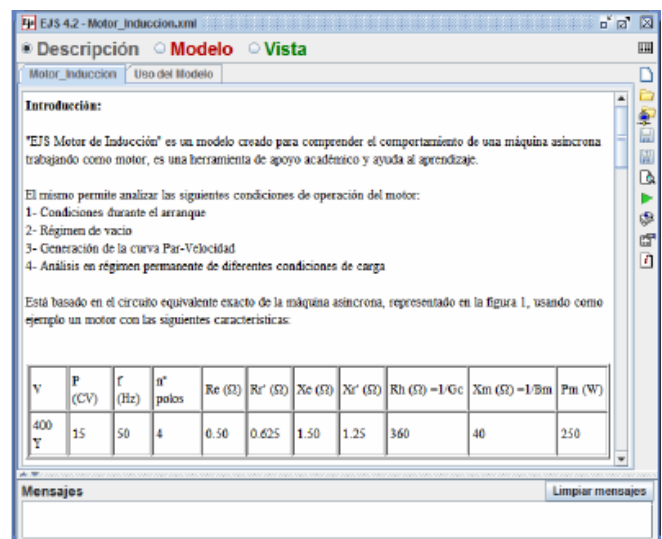 EJS 4.2 - Motor_Induccion.xml
Descripción Modelo Vista
Motor_Induccion Uso del Modelo
Introducción:
"EJS Motor de Inducción" es un modelo creado para comprender el comportamiento de una máquina asíncrona
trabajando como motor, es una herramienta de apoyo académico y ayuda al aprendizaje.
El mismo permite analizar las siguientes condiciones de operación del motor:
1- Condiciones durante el arranque
2- Régimen de vacio
3- Generación de la curva Par-Velocidad
4- Análisis en régimen permanente de diferentes condiciones de carga
Está basado en el circuito equivalente exacto de la máquina asíncrona, representado en la figura 1, usando como
ejemplo un motor con las siguientes características:
V P (CV) f (Hz) nº polos Re (Ω) Rr' (Ω) Xe (Ω) Xr' (Ω) Rh (Ω) =1/Gc Xm (Ω) =1/Bm Pm (W)
400 Y 15 50 4 0.50 0.625 1.50 1.25 360 40 250
Mensajes Limpiar mensajes